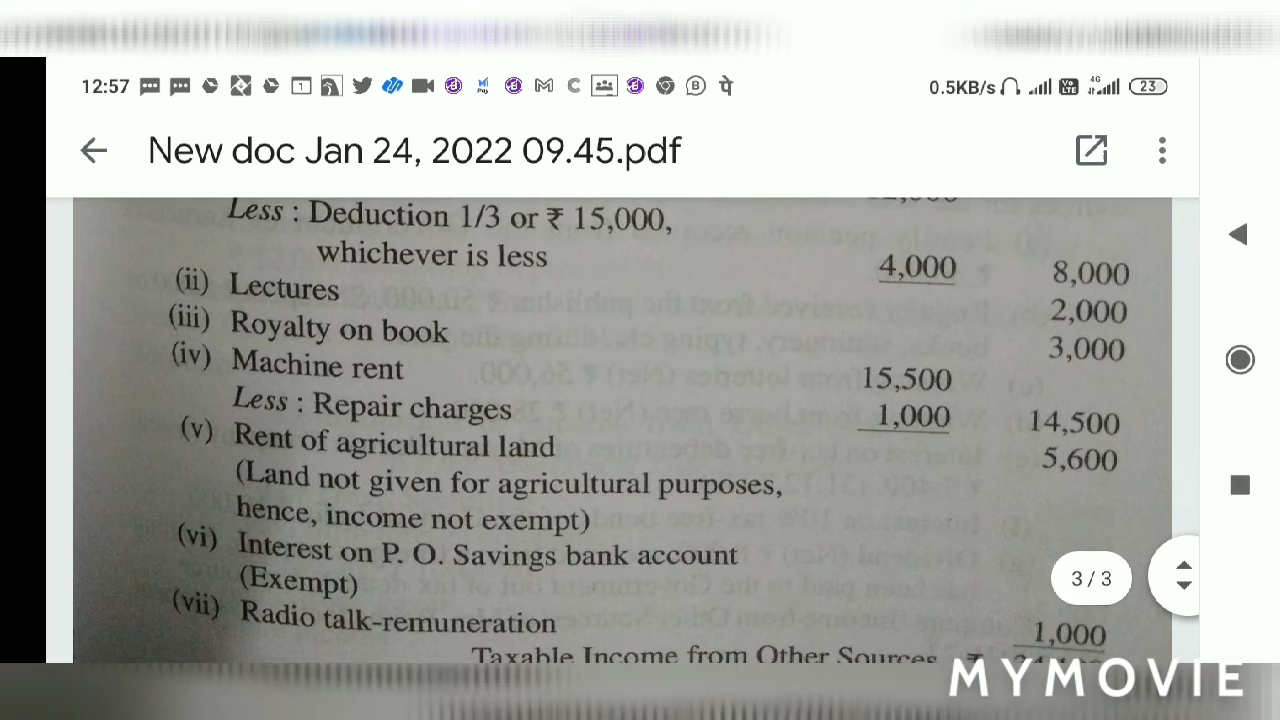 12:57 0.5KB/s Vo LTE 4G 23
New doc Jan 24, 2022 09.45.pdf
Less : Deduction 1/3 or ₹ 15,000,
whichever is less 4,000 8,000
(ii) Lectures 2,000
(iii) Royalty on book 3,000
(iv) Machine rent 15,500
Less : Repair charges 1,000 14,500
(v) Rent of agricultural land 5,600
(Land not given for agricultural purposes,
hence, income not exempt)
(vi) Interest on P. O. Savings bank account
(Exempt)
3 / 3
(vii) Radio talk-remuneration 1,000
Taxable Income from Other Sources ₹
MYMOVIE